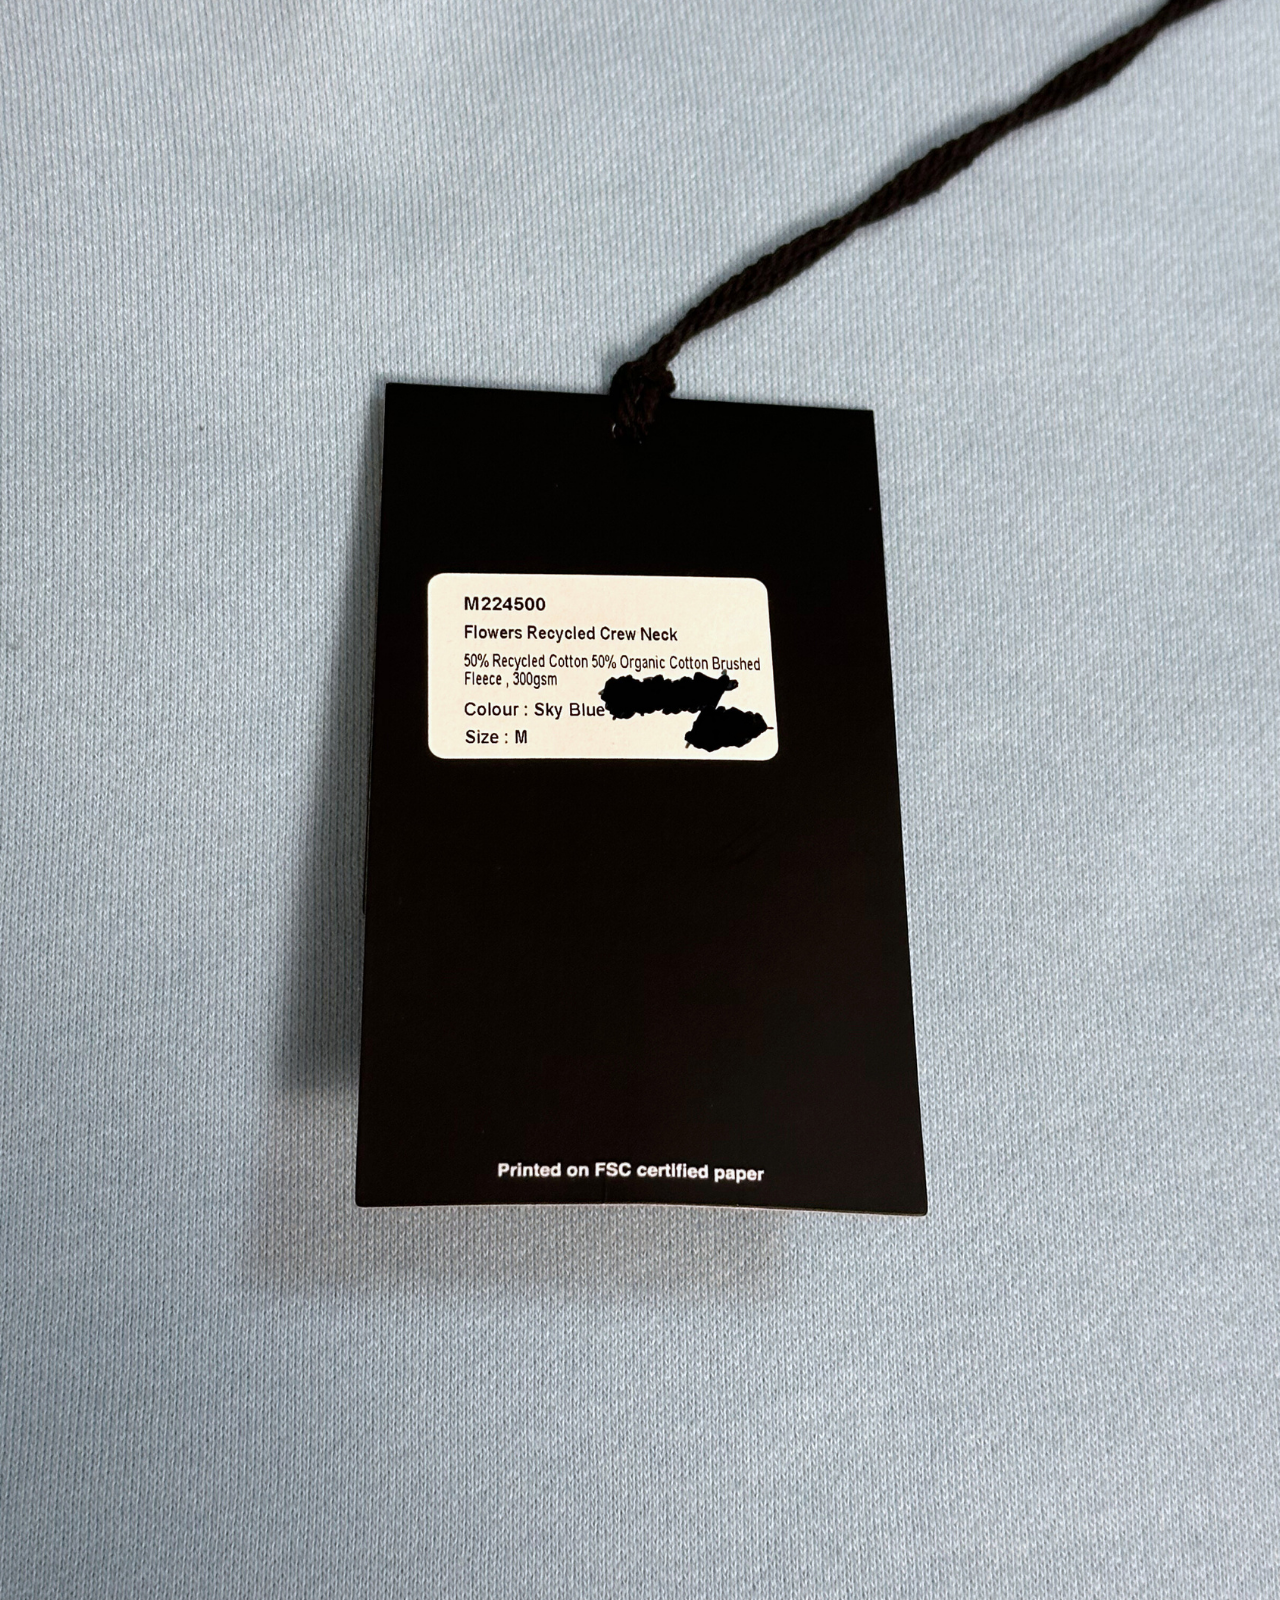 M224500
Flowers Recycled Crew Neck
50% Recycled Cotton 50% Organic Cotton Brushed
Fleece , 300gsm
Colour : Sky Blue
Size : M
Printed on FSC certified paper